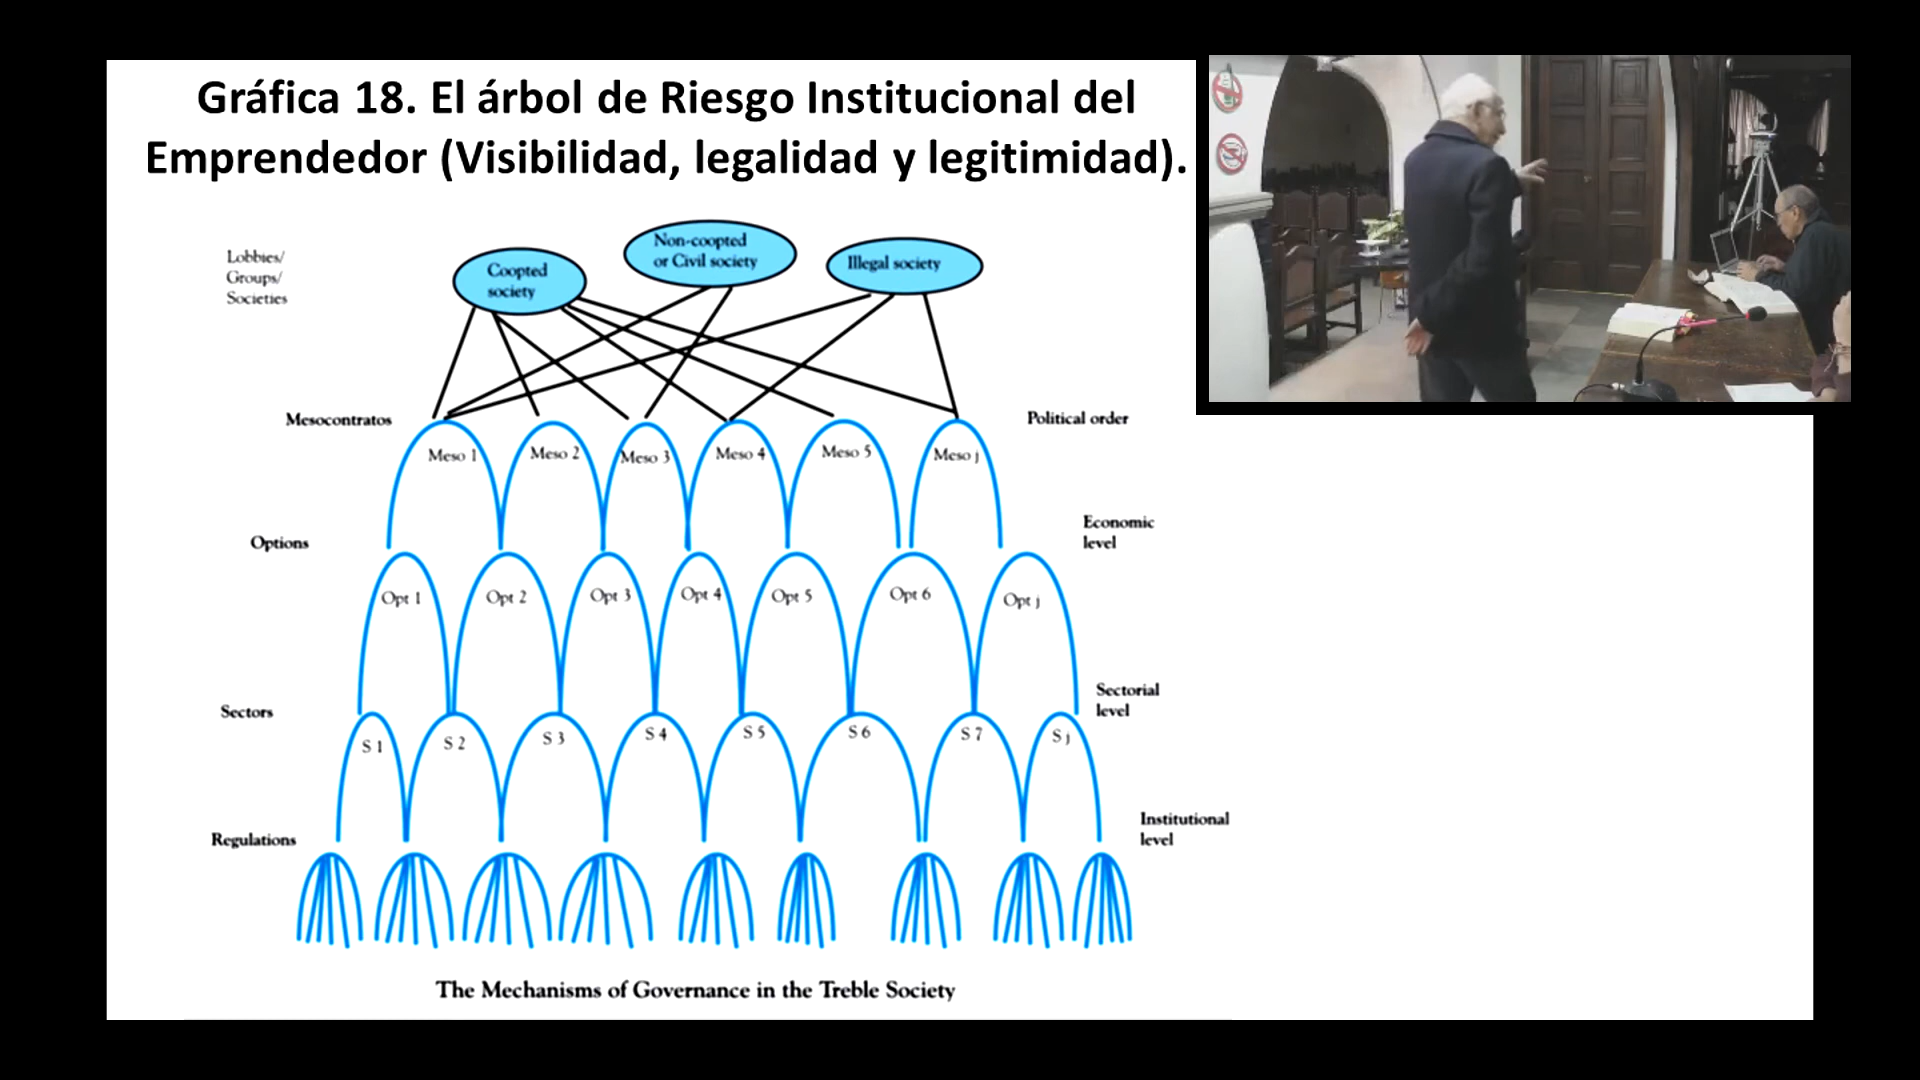 Gráfica 18. El árbol de Riesgo Institucional del
Emprendedor (Visibilidad, legalidad y legitimidad).
Lobbies/
Groups/
Societies
Coopted
society
Non-coopted
or Civil society
Illegal society
Mesocontratos
Political order
Meso 1
Meso 2
Meso 3
Meso 4
Meso 5
Meso j
Options
Economic
level
Opt 1
Opt 2
Opt 3
Opt 4
Opt 5
Opt 6
Opt j
Sectors
Sectorial
level
S 1
S 2
S 3
S 4
S 5
S 6
S 7
S j
Regulations
Institutional
level
The Mechanisms of Governance in the Treble Society